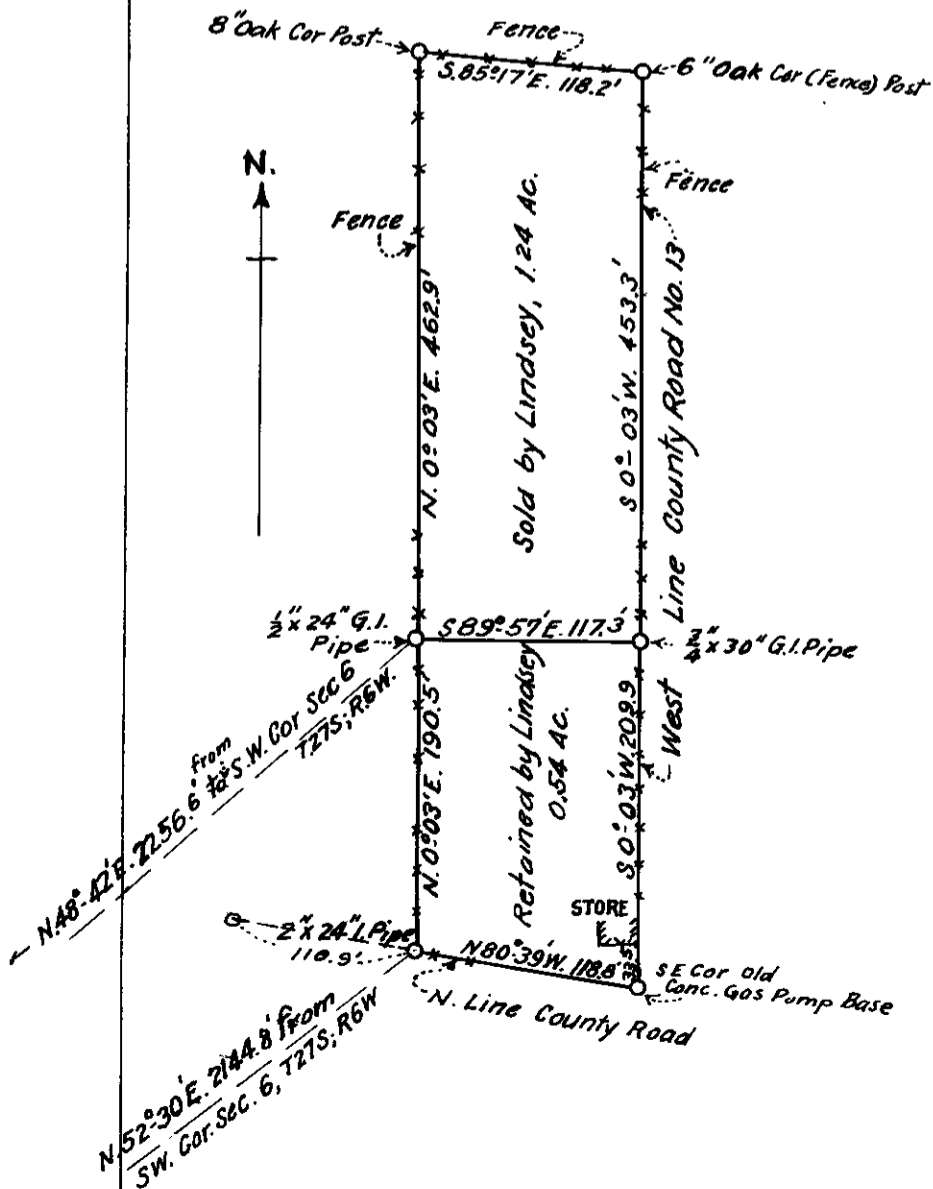 8" Oak Cor Post
Fence
6" Oak Cor (Fence) Post
S. 85° 17' E. 118.2'
N.
Fence
Fence
N. 0° 03' E. 462.9'
Sold by Lindsey, 1.24 Ac.
S 0° 03' W. 453.3'
West Line County Road No. 13
1/2" x 24" G.I.
Pipe
S 89° 57' E. 117.3'
3/4" x 30" G.I. Pipe
N. 48° 42' E. 2256.6' from
S.W. Cor Sec 6
T27S; R6W.
N. 0° 03' E. 190.5'
Retained by Lindsey
0.54 Ac.
S 0° 03' W. 209.9
STORE
33.5'
2" x 24" I. Pipe
118.9'
N 80° 39' W. 118.8'
S E Cor Old
Conc. Gas Pump Base
N. Line County Road
N. 52° 30' E. 2144.8' from
SW. Cor. Sec. 6, T27S; R6W